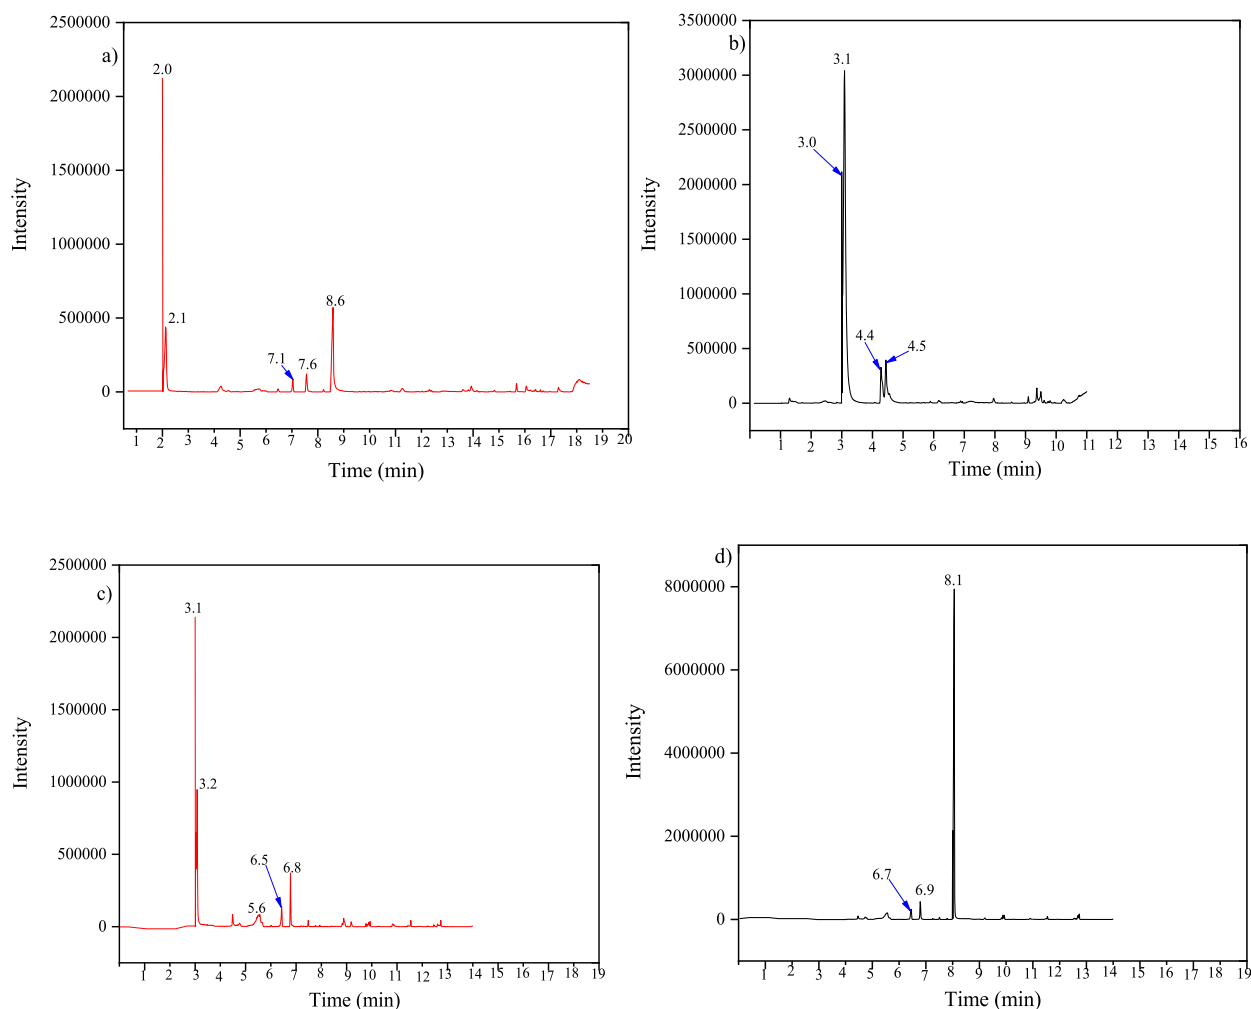 a)
2500000
2000000
1500000
1000000
500000
0
Intensity
2.0
2.1
7.1
7.6
8.6
1 2 4 5 6 7 8 9 10 11 12 13 14 15 16 17 18 20
Time (min)
b)
3500000
3000000
2500000
2000000
1500000
1000000
500000
0
Intensity
3.1
3.0
4.4
4.5
1 2 3 4 5 6 7 8 9 10 11 12 13 14 15 16
Time (min)
c)
2500000
2000000
1500000
1000000
500000
0
Intensity
3.1
3.2
5.6
6.5
6.8
1 2 3 4 5 6 7 8 9 10 11 12 13 14 15 16 17 18 19
Time (min)
d)
8000000
6000000
4000000
2000000
0
Intensity
8.1
6.7
6.9
1 2 3 4 5 6 7 8 9 10 11 12 13 14 15 16 17 18 19
Time (min)